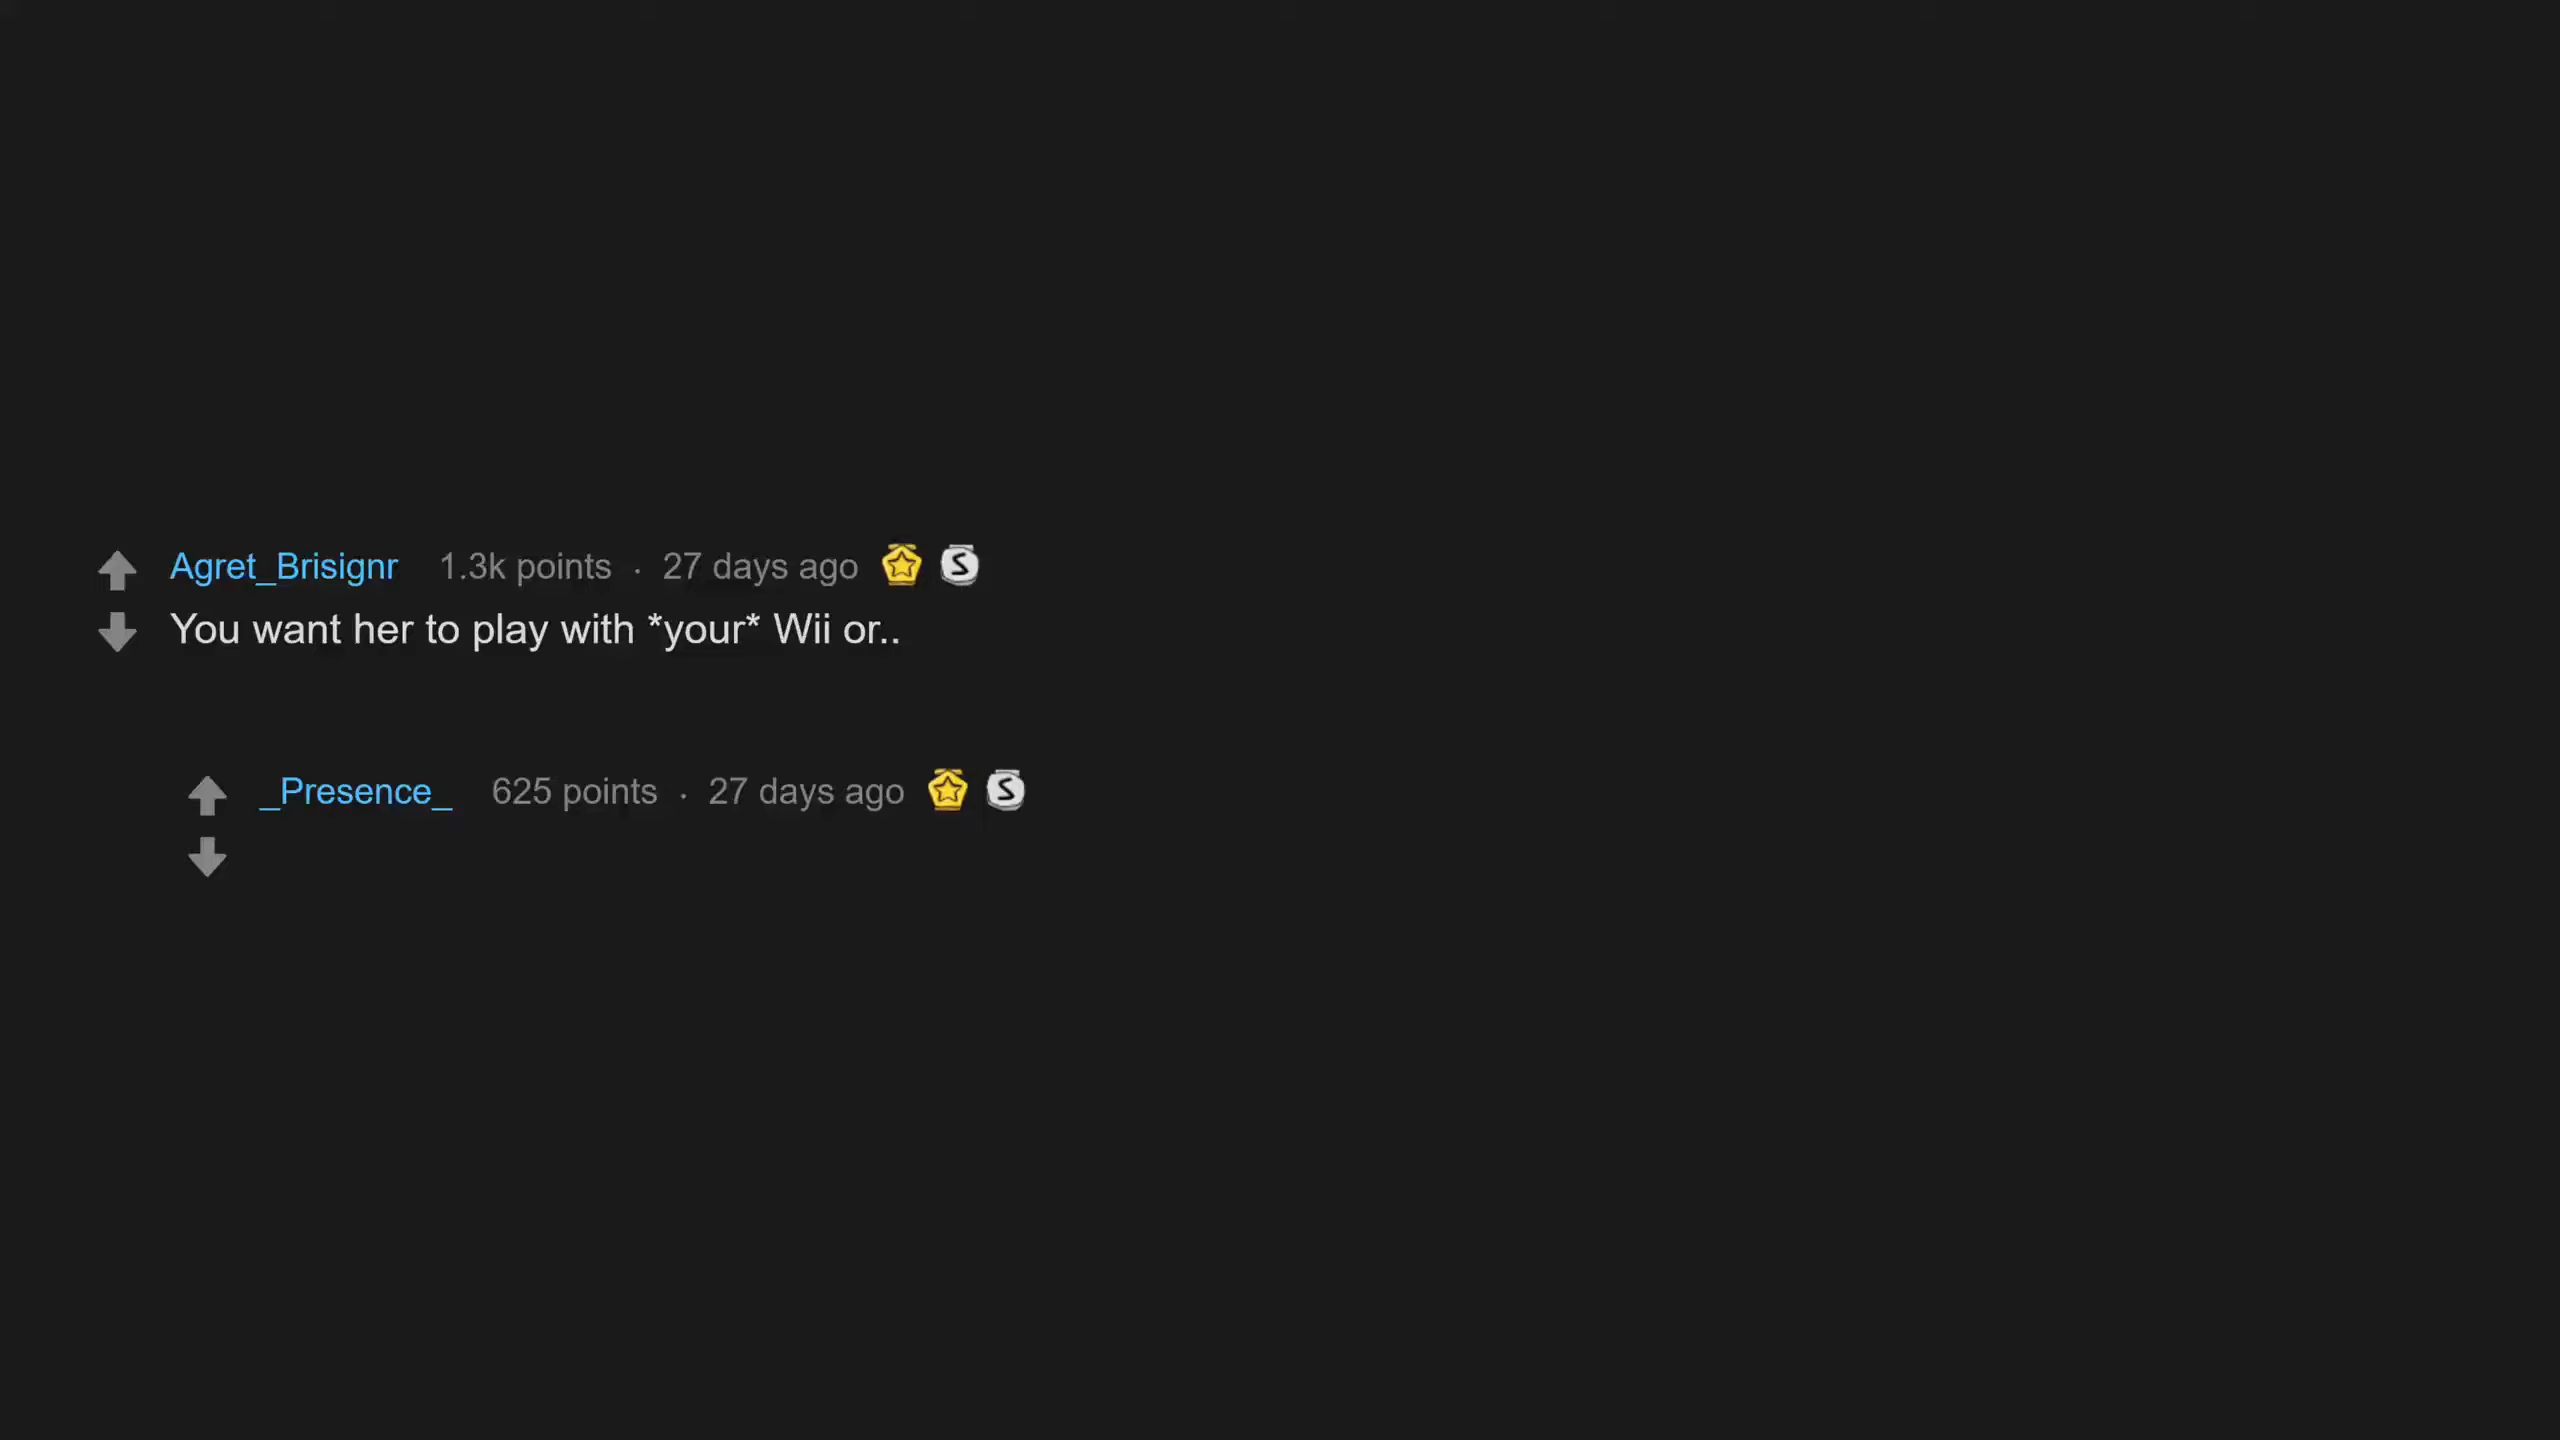 Agret_Brisignr 1.3k points · 27 days ago S
You want her to play with *your* Wii or..
_Presence_ 625 points · 27 days ago S